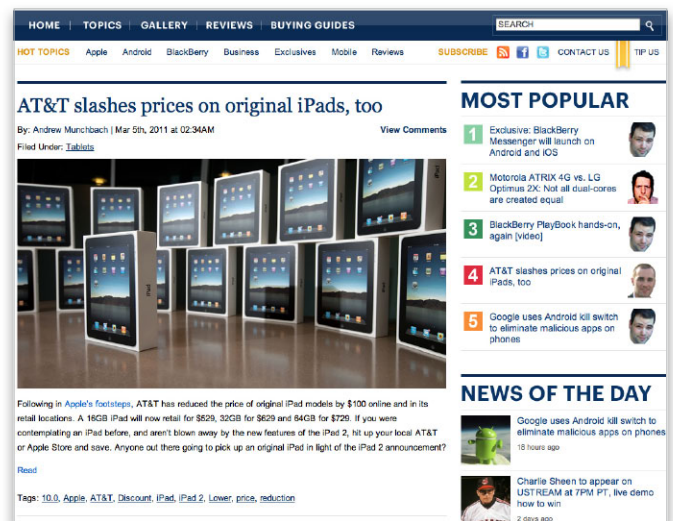 HOME | TOPICS | GALLERY | REVIEWS | BUYING GUIDES
SEARCH
HOT TOPICS Apple Android BlackBerry Business Exclusives Mobile Reviews
SUBSCRIBE CONTACT US TIP US
AT&T slashes prices on original iPads, too
By: Andrew Munchbach | Mar 5th, 2011 at 02:34AM
View Comments
Filed Under: Tablets
iPad
Following in Apple's footsteps, AT&T has reduced the price of original iPad models by $100 online and in its
retail locations. A 16GB iPad will now retail for $529, 32GB for $629 and 64GB for $729. If you were
contemplating an iPad before, and aren't blown away by the new features of the iPad 2, hit up your local AT&T
or Apple Store and save. Anyone out there going to pick up an original iPad in light of the iPad 2 announcement?
Read
Tags: 10.0, Apple, AT&T, Discount, iPad, iPad 2, Lower, price, reduction
MOST POPULAR
1 Exclusive: BlackBerry
Messenger will launch on
Android and iOS
2 Motorola ATRIX 4G vs. LG
Optimus 2X: Not all dual-cores
are created equal
3 BlackBerry PlayBook hands-on,
again [video]
4 AT&T slashes prices on original
iPads, too
5 Google uses Android kill switch
to eliminate malicious apps on
phones
NEWS OF THE DAY
Google uses Android kill switch to
eliminate malicious apps on phones
18 hours ago
Charlie Sheen to appear on
USTREAM at 7PM PT, live demo
how to win
2 days ago